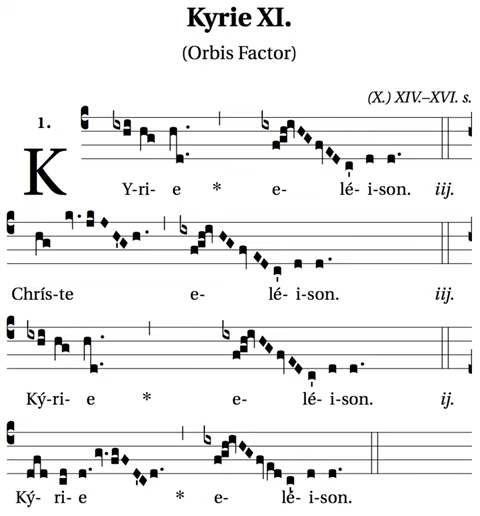 Kyrie XI.
(Orbis Factor)
(X.) XIV.–XVI. s.
1.
KY-ri- e * e- lé- i-son. iij.
Chrís-te e- lé- i-son. iij.
Ký-ri- e * e- lé- i-son. ij.
Ký- ri- e * e- lé- i-son.